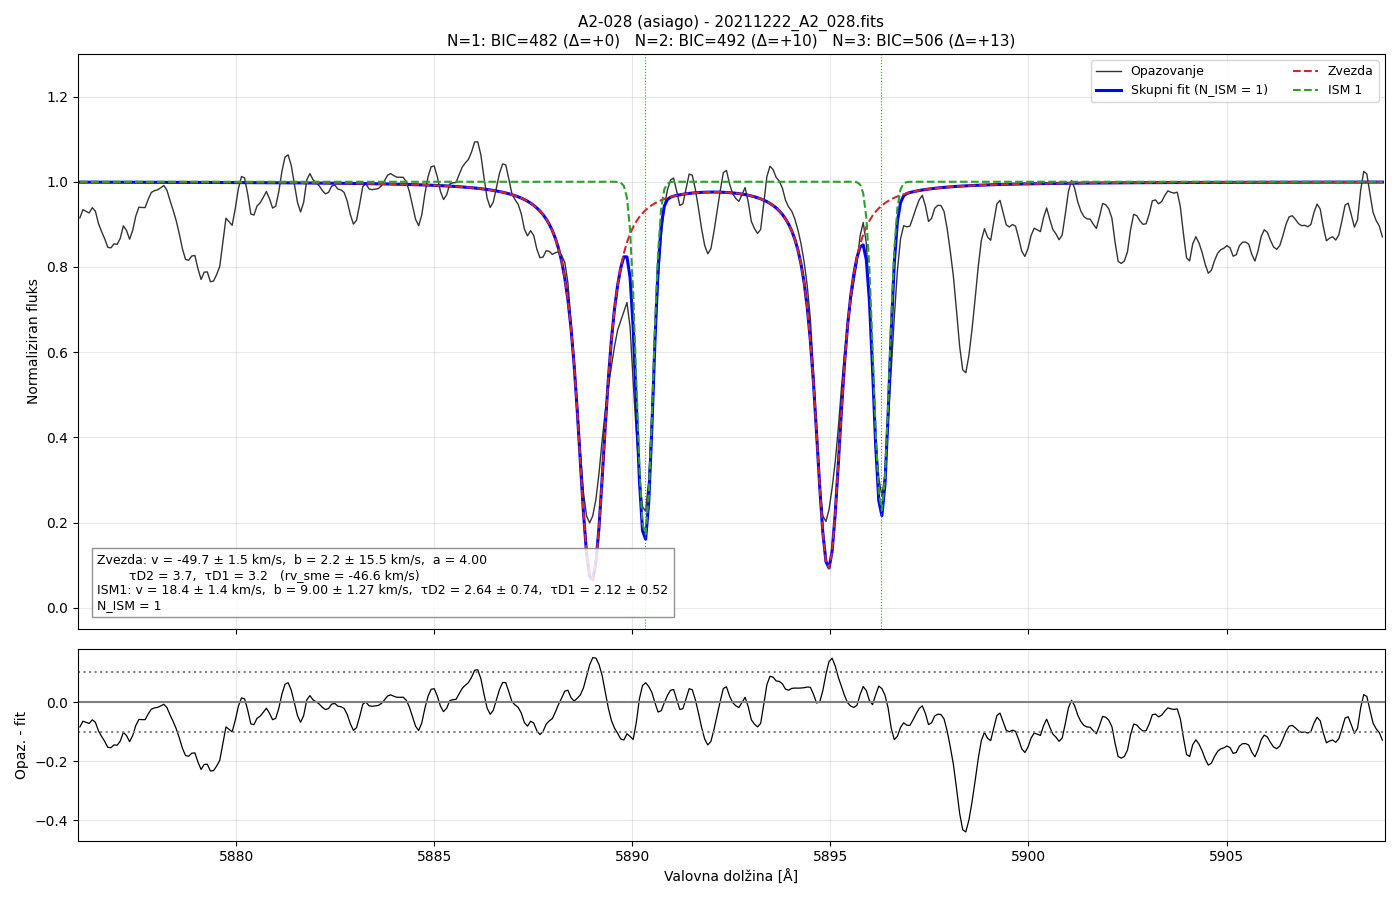 A2-028 (asiago) - 20211222_A2_028.fits
N=1: BIC=482 (Δ=+0)   N=2: BIC=492 (Δ=+10)   N=3: BIC=506 (Δ=+13)
Opazovanje
Skupni fit (N_ISM = 1)
Zvezda
ISM 1
Normaliziran fluks
1.2
1.0
0.8
0.6
0.4
0.2
0.0
Zvezda: v = -49.7 ± 1.5 km/s,  b = 2.2 ± 15.5 km/s,  a = 4.00
τD2 = 3.7,  τD1 = 3.2   (rv_sme = -46.6 km/s)
ISM1: v = 18.4 ± 1.4 km/s,  b = 9.00 ± 1.27 km/s,  τD2 = 2.64 ± 0.74,  τD1 = 2.12 ± 0.52
N_ISM = 1
Opaz. - fit
0.0
−0.2
−0.4
5880
5885
5890
5895
5900
5905
Valovna dolžina [Å]